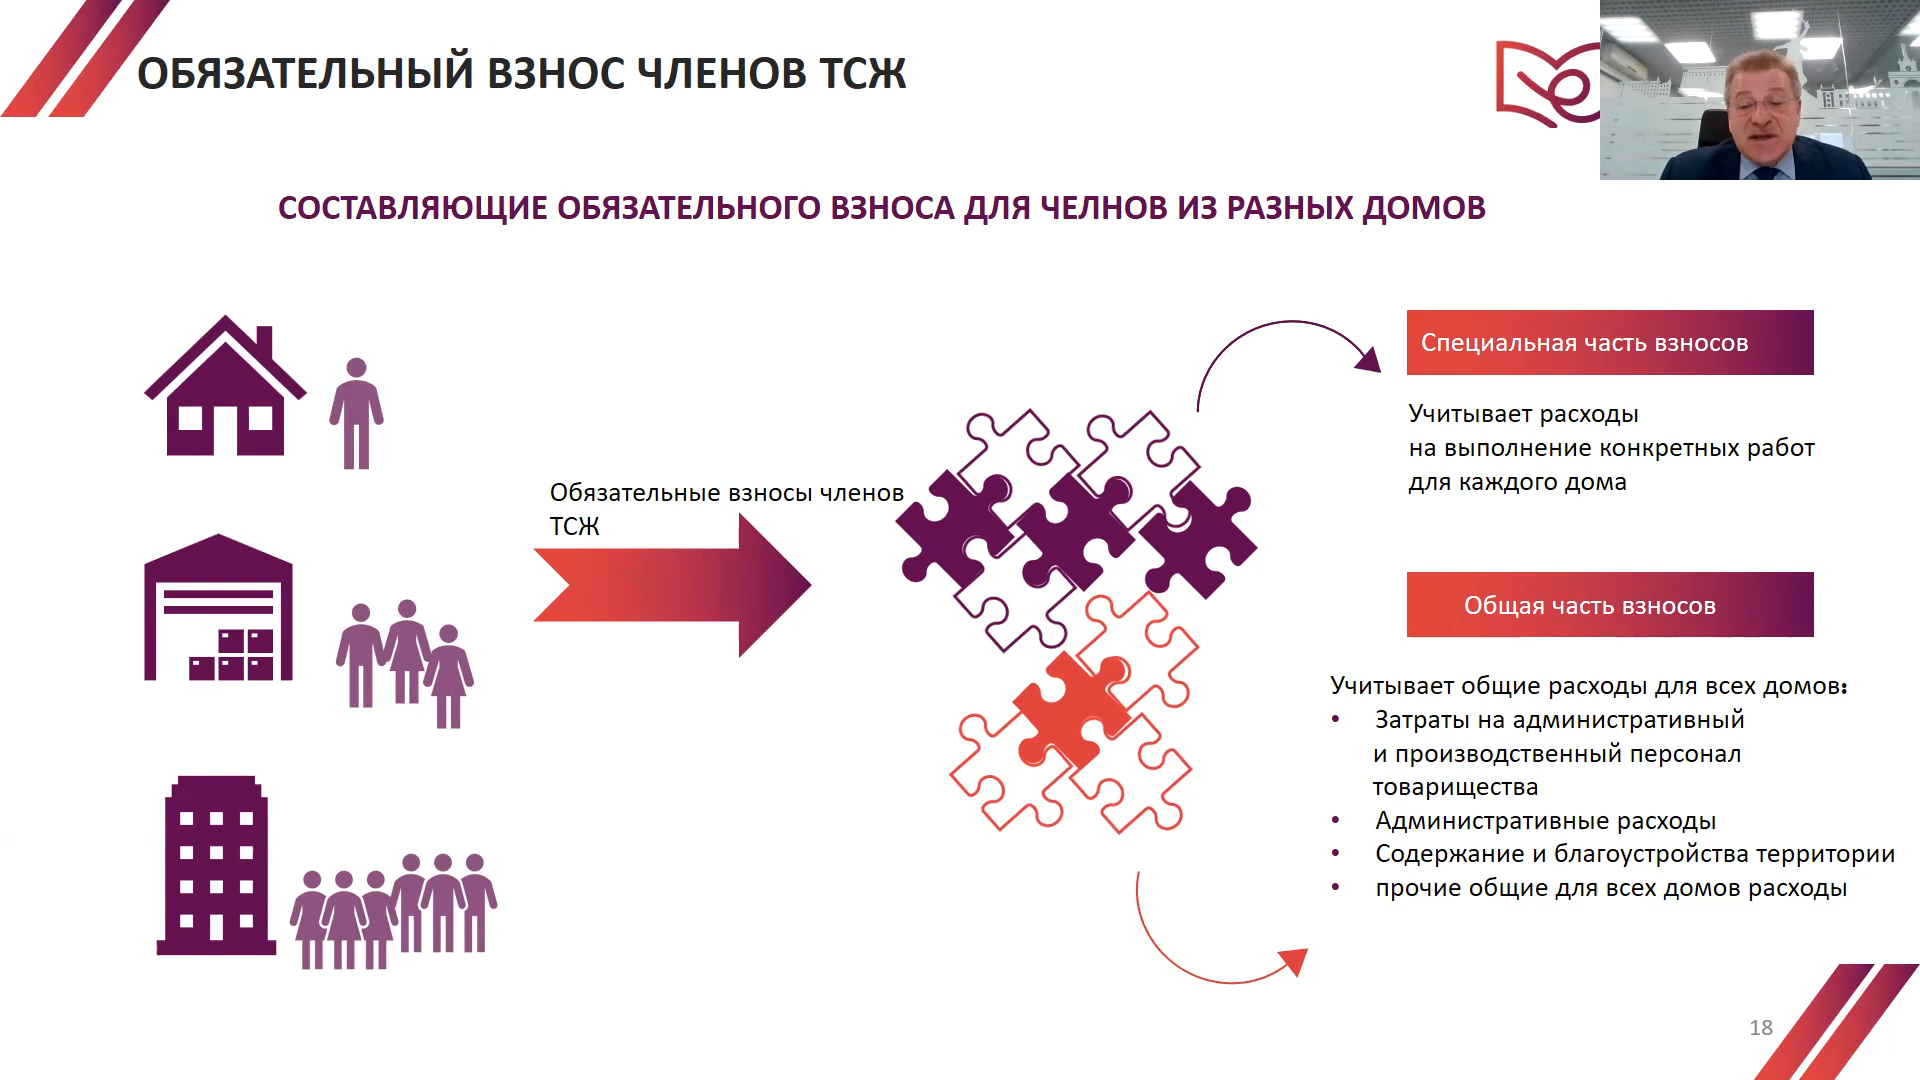 ОБЯЗАТЕЛЬНЫЙ ВЗНОС ЧЛЕНОВ ТСЖ
СОСТАВЛЯЮЩИЕ ОБЯЗАТЕЛЬНОГО ВЗНОСА ДЛЯ ЧЕЛНОВ ИЗ РАЗНЫХ ДОМОВ
Обязательные взносы членов
ТСЖ
Специальная часть взносов
Учитывает расходы
на выполнение конкретных работ
для каждого дома
Общая часть взносов
Учитывает общие расходы для всех домов:
• Затраты на административный
и производственный персонал
товарищества
• Административные расходы
• Содержание и благоустройства территории
• прочие общие для всех домов расходы
18